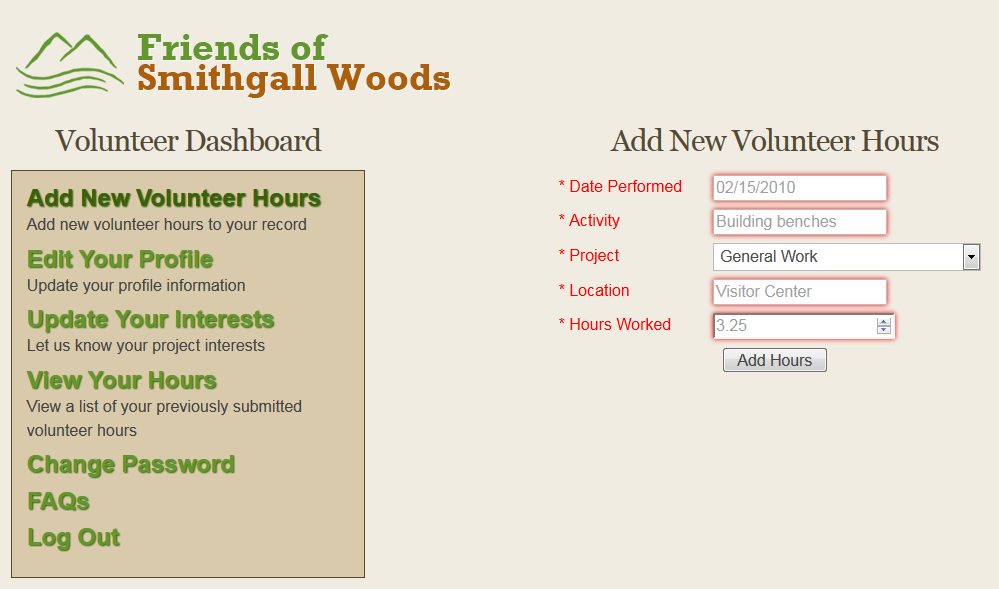 Friends of
Smithgall Woods
Volunteer Dashboard
Add New Volunteer Hours
Add new volunteer hours to your record
Edit Your Profile
Update your profile information
Update Your Interests
Let us know your project interests
View Your Hours
View a list of your previously submitted
volunteer hours
Change Password
FAQs
Log Out
Add New Volunteer Hours
* Date Performed 02/15/2010
* Activity Building benches
* Project General Work
* Location Visitor Center
* Hours Worked 3.25
Add Hours